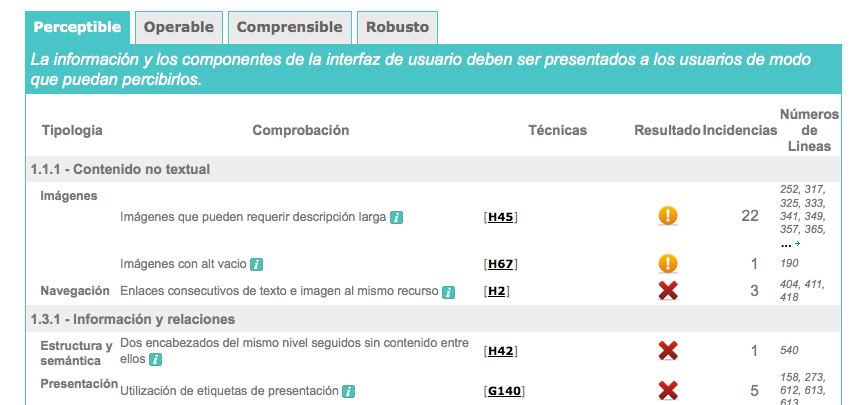 Perceptible Operable Comprensible Robusto
La información y los componentes de la interfaz de usuario deben ser presentados a los usuarios de modo
que puedan percibirlos.
Tipologia Comprobación Técnicas Resultado Incidencias Números
de
Lineas
1.1.1 - Contenido no textual
Imágenes
Imágenes que pueden requerir descripción larga i [H45] 22 252, 317,
325, 333,
341, 349,
357, 365,
...
Imágenes con alt vacio i [H67] 1 190
Navegación Enlaces consecutivos de texto e imagen al mismo recurso i [H2] 3 404, 411,
418
1.3.1 - Información y relaciones
Estructura y
semántica
Dos encabezados del mismo nivel seguidos sin contenido entre
ellos i [H42] 1 540
Presentación Utilización de etiquetas de presentación i [G140] 5 158, 273,
612, 613,
613